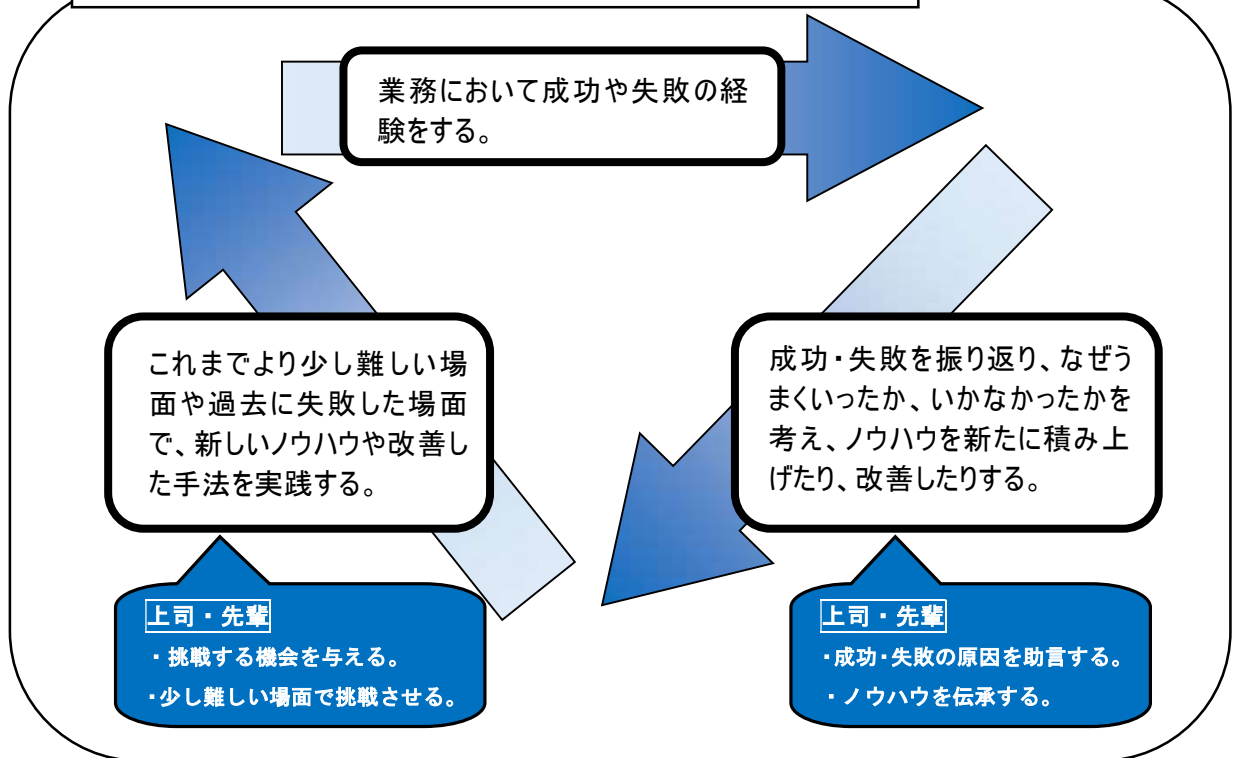 業務において成功や失敗の経
験をする。
これまでより少し難しい場
面や過去に失敗した場面
で、新しいノウハウや改善し
た手法を実践する。
成功・失敗を振り返り、なぜう
まくいったか、いかなかったかを
考え、ノウハウを新たに積み上
げたり、改善したりする。
上司・先輩
・挑戦する機会を与える。
・少し難しい場面で挑戦させる。
上司・先輩
・成功・失敗の原因を助言する。
・ノウハウを伝承する。